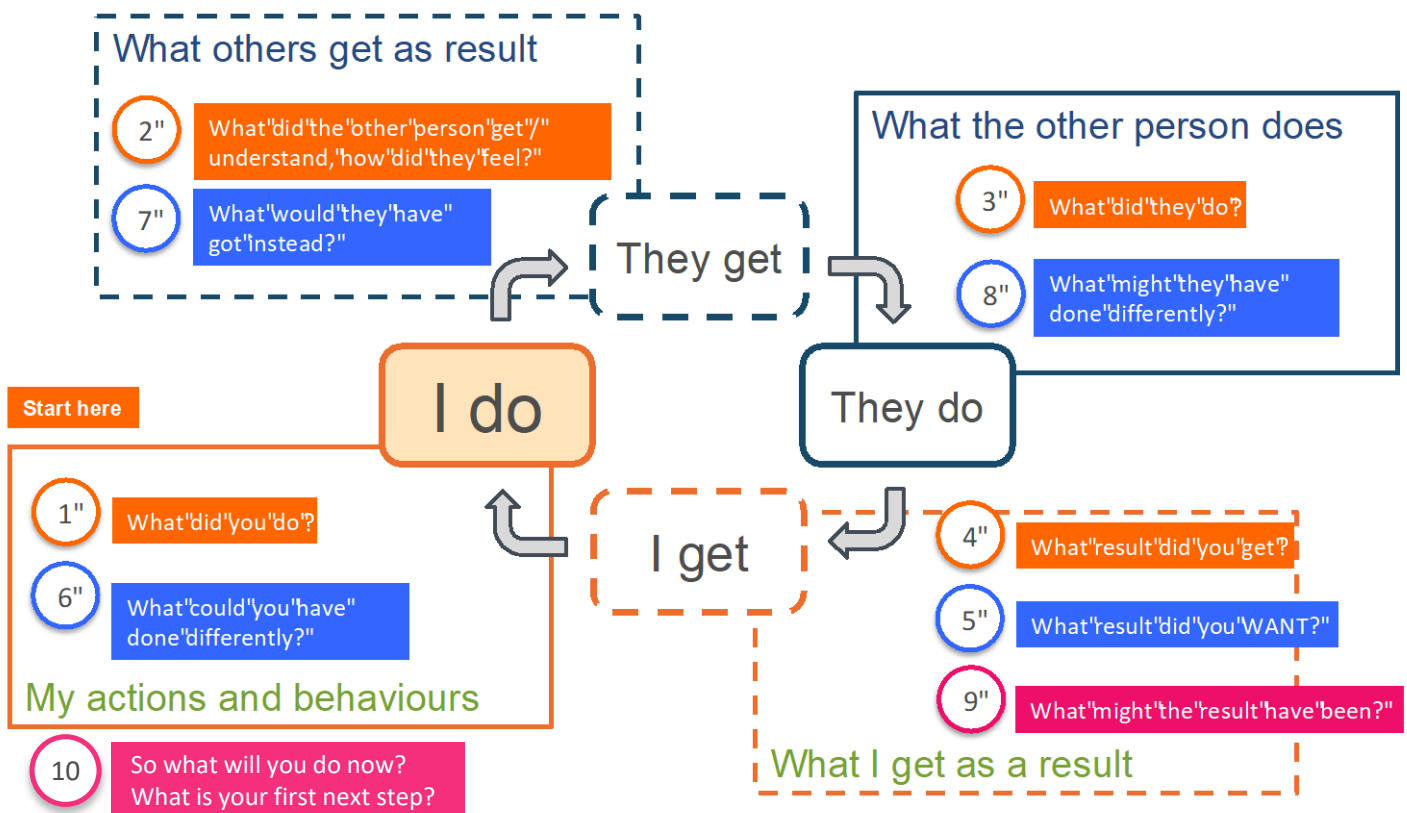 What others get as result
2"
What"did"the"other"person"get"/"
understand,"how"did"they"feel?"
7"
What"would"they"have"
got"instead?"
They get
What the other person does
3"
What"did"they"do"?
8"
What"might"they"have"
done"differently?"
They do
I do
Start here
1"
What"did"you"do"?
6"
What"could"you"have"
done"differently?"
My actions and behaviours
10
So what will you do now?
What is your first next step?
I get
4"
What"result"did"you"get"?
5"
What"result"did"you"WANT?"
9"
What"might"the"result"have"been?"
What I get as a result